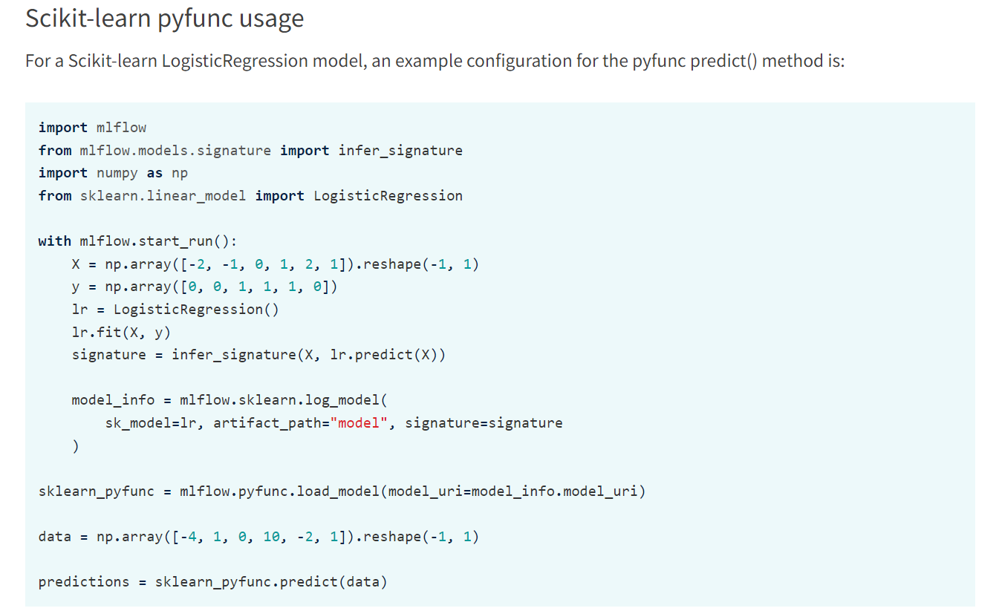 Scikit-learn pyfunc usage
For a Scikit-learn LogisticRegression model, an example configuration for the pyfunc predict() method is:
import mlflow
from mlflow.models.signature import infer_signature
import numpy as np
from sklearn.linear_model import LogisticRegression
with mlflow.start_run():
    X = np.array([-2, -1, 0, 1, 2, 1]).reshape(-1, 1)
    y = np.array([0, 0, 1, 1, 1, 0])
    lr = LogisticRegression()
    lr.fit(X, y)
    signature = infer_signature(X, lr.predict(X))
    model_info = mlflow.sklearn.log_model(
        sk_model=lr, artifact_path="model", signature=signature
    )
sklearn_pyfunc = mlflow.pyfunc.load_model(model_uri=model_info.model_uri)
data = np.array([-4, 1, 0, 10, -2, 1]).reshape(-1, 1)
predictions = sklearn_pyfunc.predict(data)